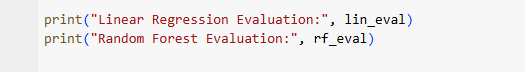 print("Linear Regression Evaluation:", lin_eval)
print("Random Forest Evaluation:", rf_eval)